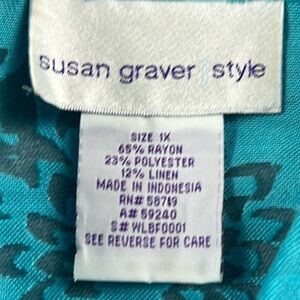 susan graver style
SIZE 1X
65% RAYON
23% POLYESTER
12% LINEN
MADE IN INDONESIA
RN# 58719
A# 59240
S# WLBF0001
SEE REVERSE FOR CARE